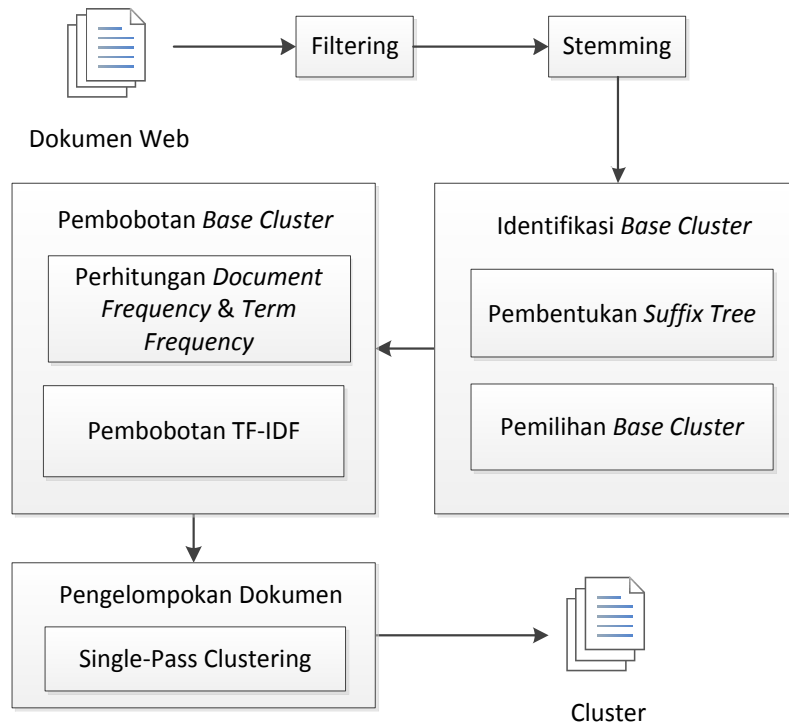 Filtering
Stemming
Dokumen Web
Identifikasi Base Cluster
Pembentukan Suffix Tree
Pemilihan Base Cluster
Pembobotan Base Cluster
Perhitungan Document
Frequency & Term
Frequency
Pembobotan TF-IDF
Pengelompokan Dokumen
Single-Pass Clustering
Cluster